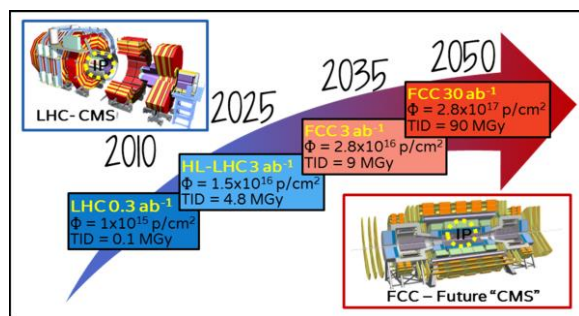 2050
2035
2025
2010
IP
LHC- CMS
FCC 30 ab⁻¹
Φ = 2.8x10¹⁷ p/cm²
TID = 90 MGy
FCC 3 ab⁻¹
Φ = 2.8x10¹⁶ p/cm²
TID = 9 MGy
HL-LHC 3 ab⁻¹
Φ = 1.5x10¹⁶ p/cm²
TID = 4.8 MGy
LHC 0.3 ab⁻¹
Φ = 1x10¹⁵ p/cm²
TID = 0.1 MGy
IP
FCC – Future "CMS"